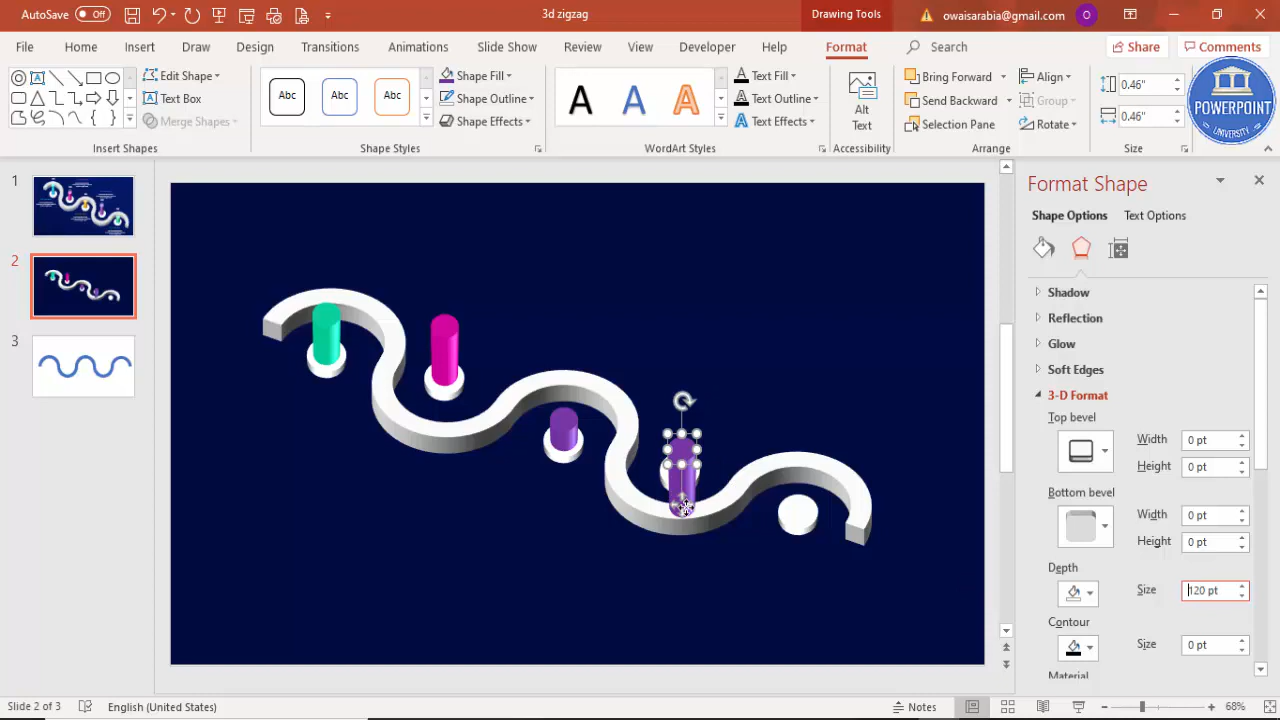 AutoSave Off 3d zigzag Drawing Tools owaisarabia@gmail.com O
File Home Insert Draw Design Transitions Animations Slide Show Review View Developer Help Format Search Share Comments
Edit Shape
Text Box
Merge Shapes
Insert Shapes
Abc Abc Abc
Shape Fill
Shape Outline
Shape Effects
Shape Styles
A A A
Text Fill
Text Outline
Text Effects
WordArt Styles
Alt
Text
Accessibility
Bring Forward
Send Backward
Selection Pane
Align
Group
Rotate
Arrange
0.46"
0.46"
Size
POWERPOINT
UNIVERSITY
1
2
3
Format Shape
Shape Options Text Options
Shadow
Reflection
Glow
Soft Edges
3-D Format
Top bevel
Width 0 pt
Height 0 pt
Bottom bevel
Width 0 pt
Height 0 pt
Depth
Size 120 pt
Contour
Size 0 pt
Material
Slide 2 of 3 English (United States) Notes 68%